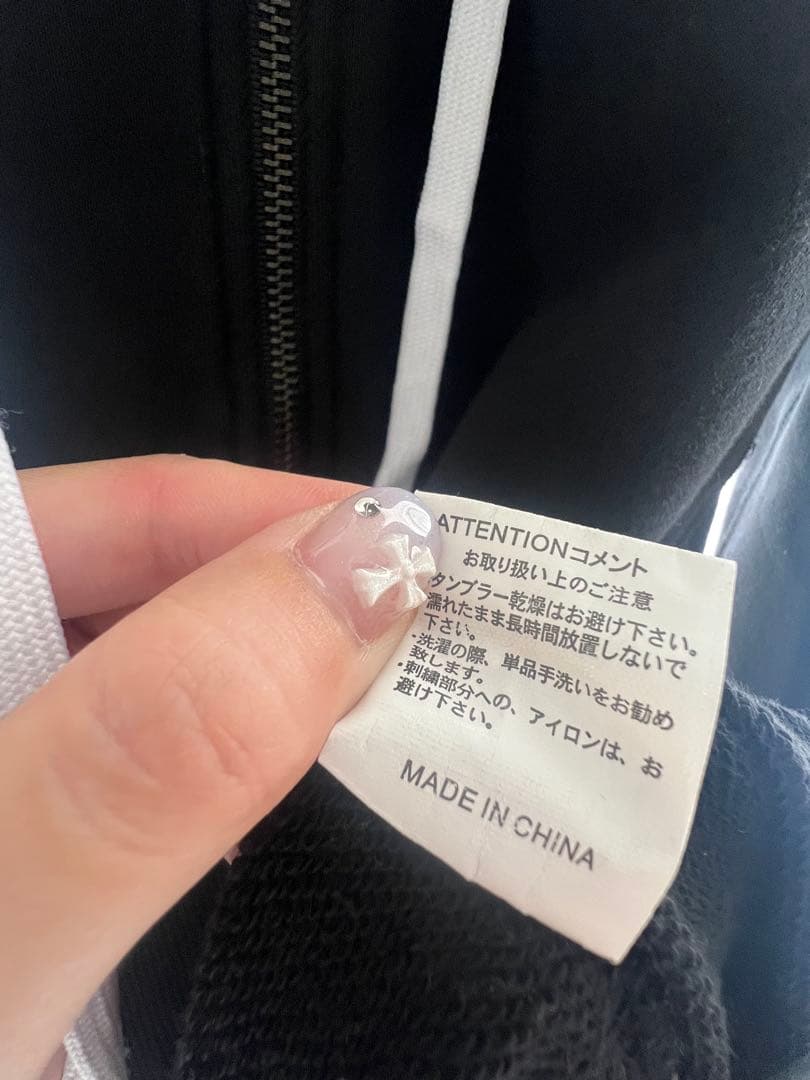 ATTENTIONコメント
お取り扱い上のご注意
タンブラー乾燥はお避け下さい。
濡れたまま長時間放置しないで
下さい。
・洗濯の際、単品手洗いをお勧め
致します。
・刺繍部分への、アイロンは、お
避け下さい。
MADE IN CHINA